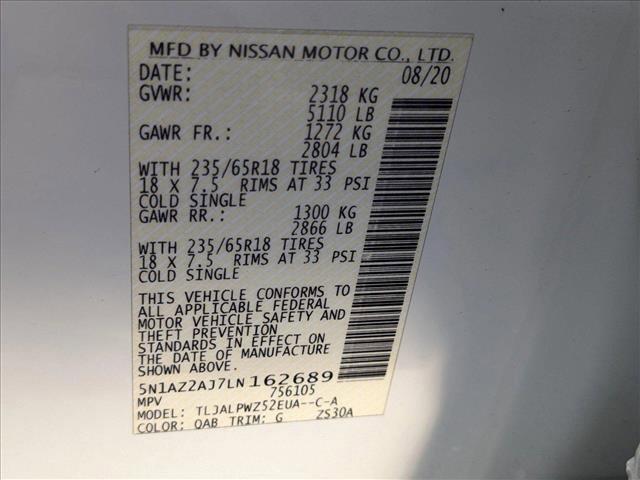 MFD BY NISSAN MOTOR CO., LTD.
DATE: 08/20
GVWR: 2318 KG
5110 LB
GAWR FR.: 1272 KG
2804 LB
WITH 235/65R18 TIRES
18 X 7.5 RIMS AT 33 PSI
COLD SINGLE
GAWR RR.: 1300 KG
2866 LB
WITH 235/65R18 TIRES
18 X 7.5 RIMS AT 33 PSI
COLD SINGLE
THIS VEHICLE CONFORMS TO
ALL APPLICABLE FEDERAL
MOTOR VEHICLE SAFETY AND
THEFT PREVENTION
STANDARDS IN EFFECT ON
THE DATE OF MANUFACTURE
SHOWN ABOVE.
5N1AZ2AJ7LN162689
MPV 756105
MODEL: TLJALPWZ52EUA--C-A
COLOR: QAB TRIM: G ZS30A